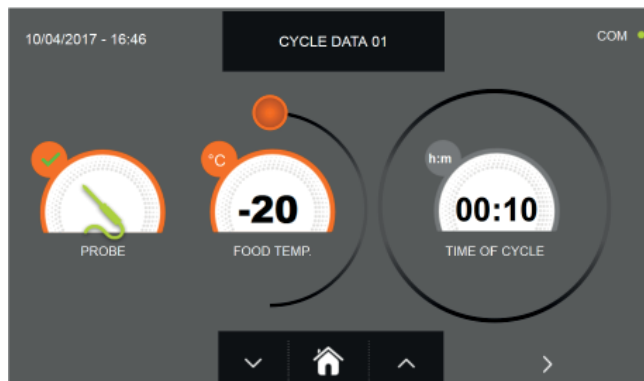 10/04/2017 - 16:46
CYCLE DATA 01
COM
°C
h:m
-20
00:10
PROBE
FOOD TEMP.
TIME OF CYCLE